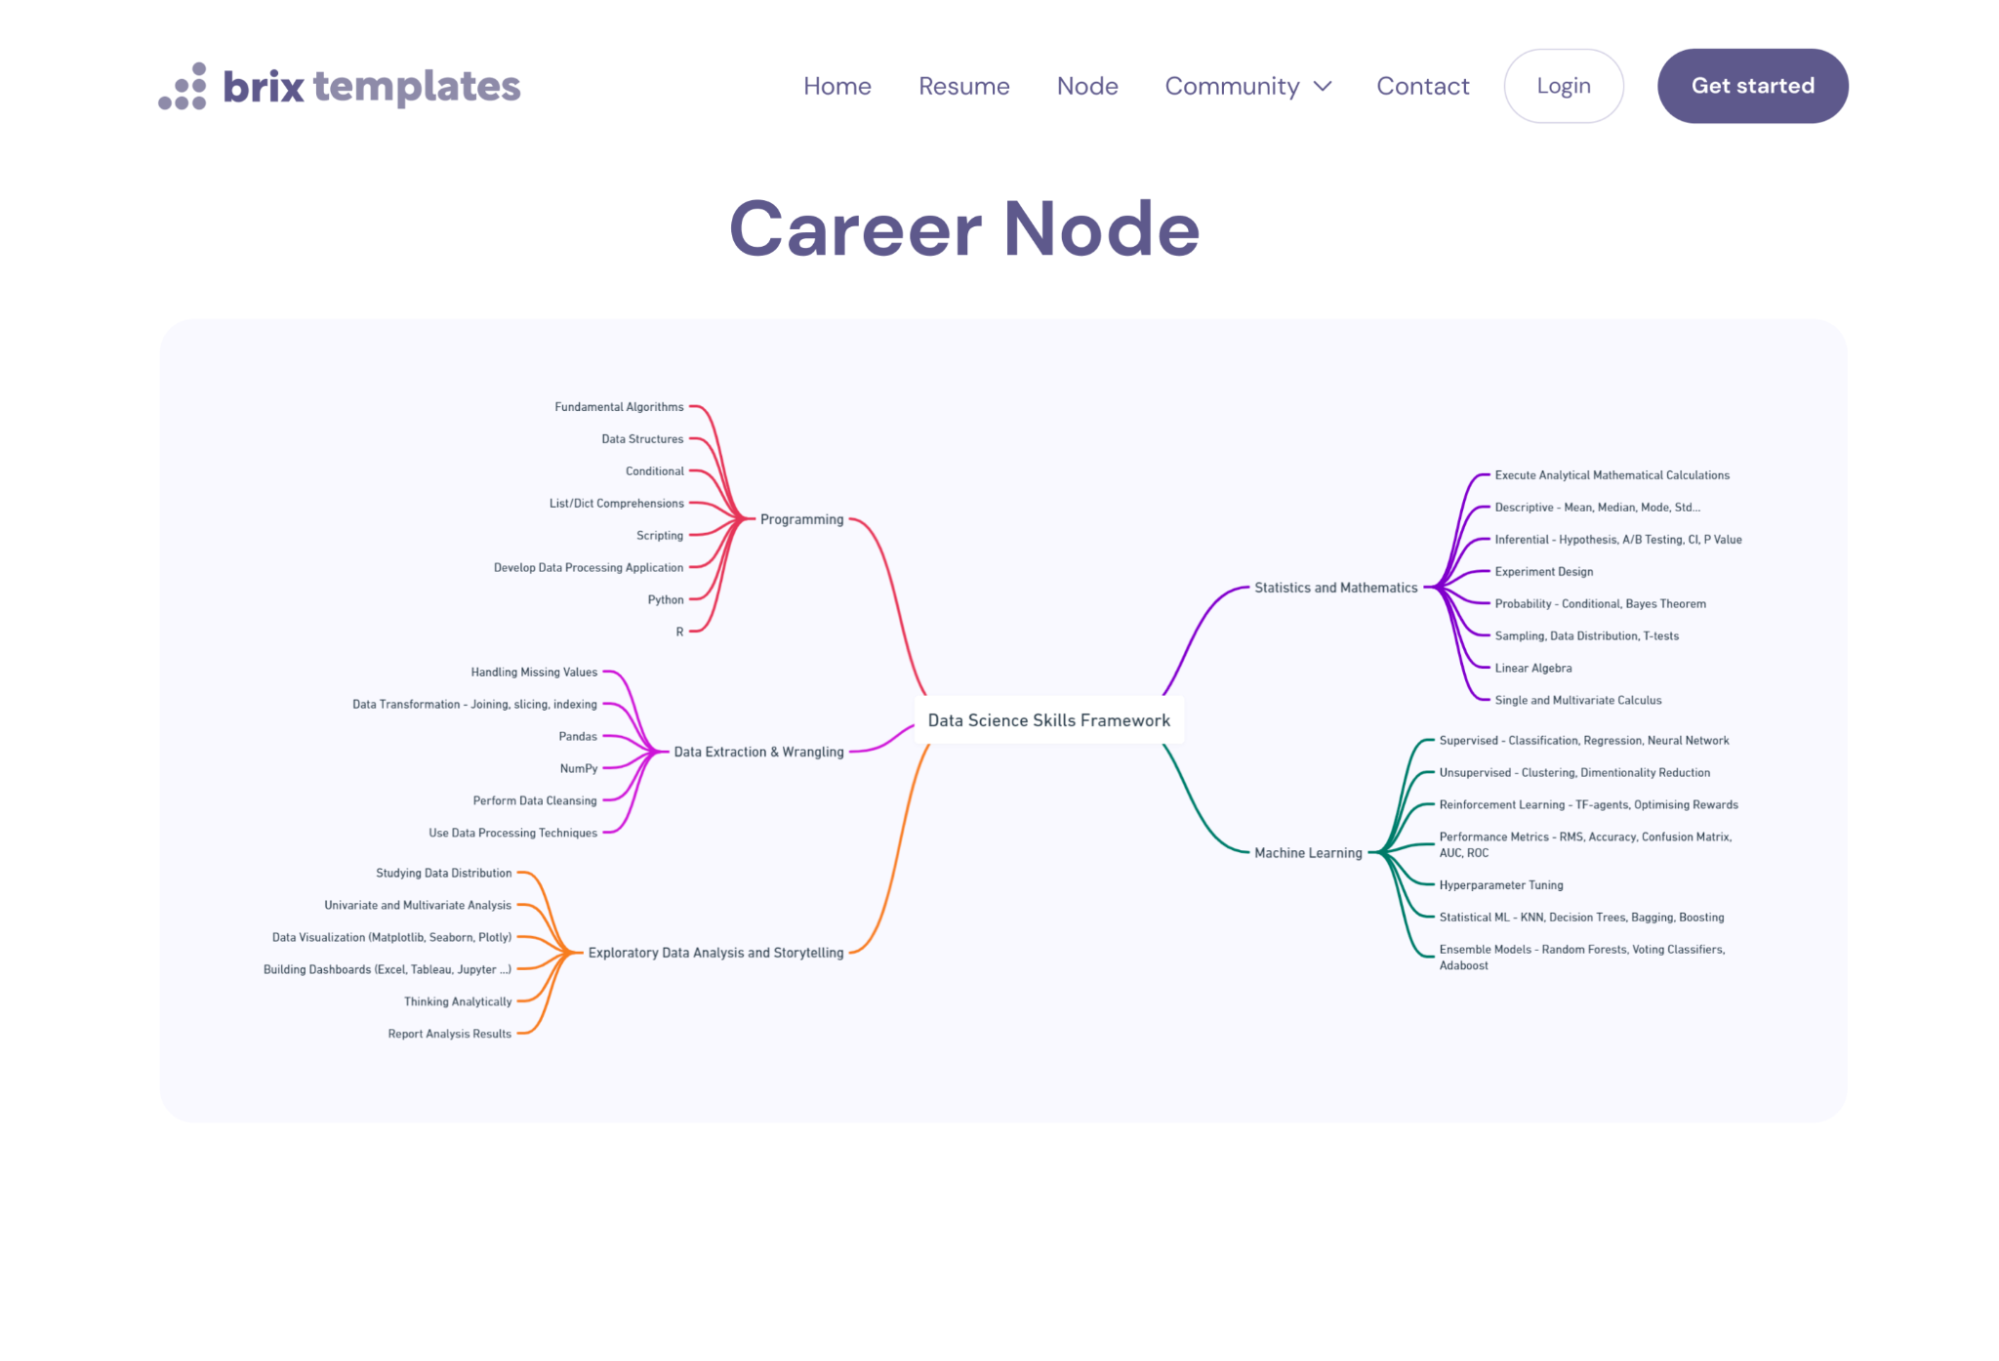 brix templates
Home
Resume
Node
Community
Contact
Login
Get started
Career Node
Fundamental Algorithms
Data Structures
Conditional
List/Dict Comprehensions
Scripting
Develop Data Processing Application
Python
R
Programming
Handling Missing Values
Data Transformation - Joining, slicing, indexing
Pandas
NumPy
Perform Data Cleansing
Use Data Processing Techniques
Data Extraction & Wrangling
Studying Data Distribution
Univariate and Multivariate Analysis
Data Visualization (Matplotlib, Seaborn, Plotly)
Building Dashboards (Excel, Tableau, Jupyter ...)
Thinking Analytically
Report Analysis Results
Exploratory Data Analysis and Storytelling
Data Science Skills Framework
Statistics and Mathematics
Execute Analytical Mathematical Calculations
Descriptive - Mean, Median, Mode, Std...
Inferential - Hypothesis, A/B Testing, CI, P Value
Experiment Design
Probability - Conditional, Bayes Theorem
Sampling, Data Distribution, T-tests
Linear Algebra
Single and Multivariate Calculus
Machine Learning
Supervised - Classification, Regression, Neural Network
Unsupervised - Clustering, Dimentionality Reduction
Reinforcement Learning - TF-agents, Optimising Rewards
Performance Metrics - RMS, Accuracy, Confusion Matrix,
AUC, ROC
Hyperparameter Tuning
Statistical ML - KNN, Decision Trees, Bagging, Boosting
Ensemble Models - Random Forests, Voting Classifiers,
Adaboost